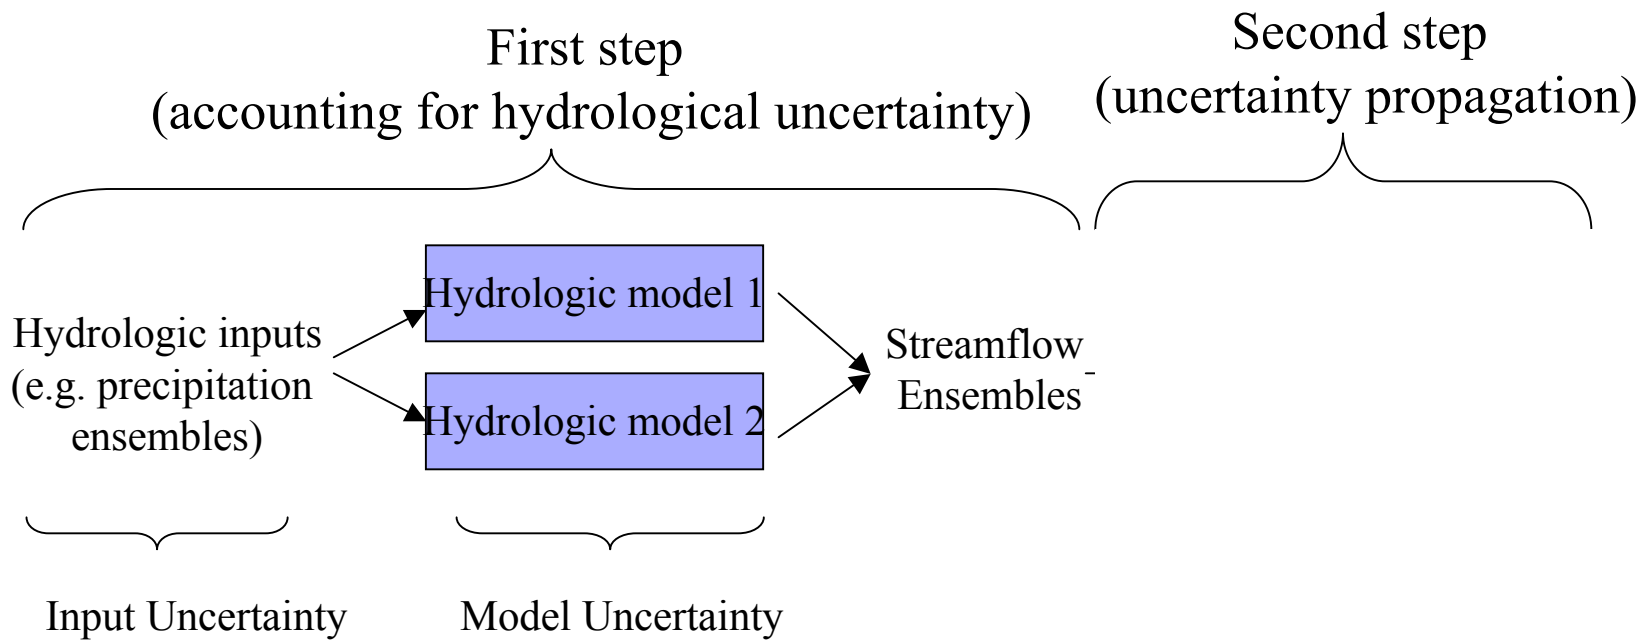 First step
(accounting for hydrological uncertainty)
Second step
(uncertainty propagation)
Hydrologic inputs
(e.g. precipitation
ensembles)
Hydrologic model 1
Hydrologic model 2
Streamflow
Ensembles
Input Uncertainty
Model Uncertainty